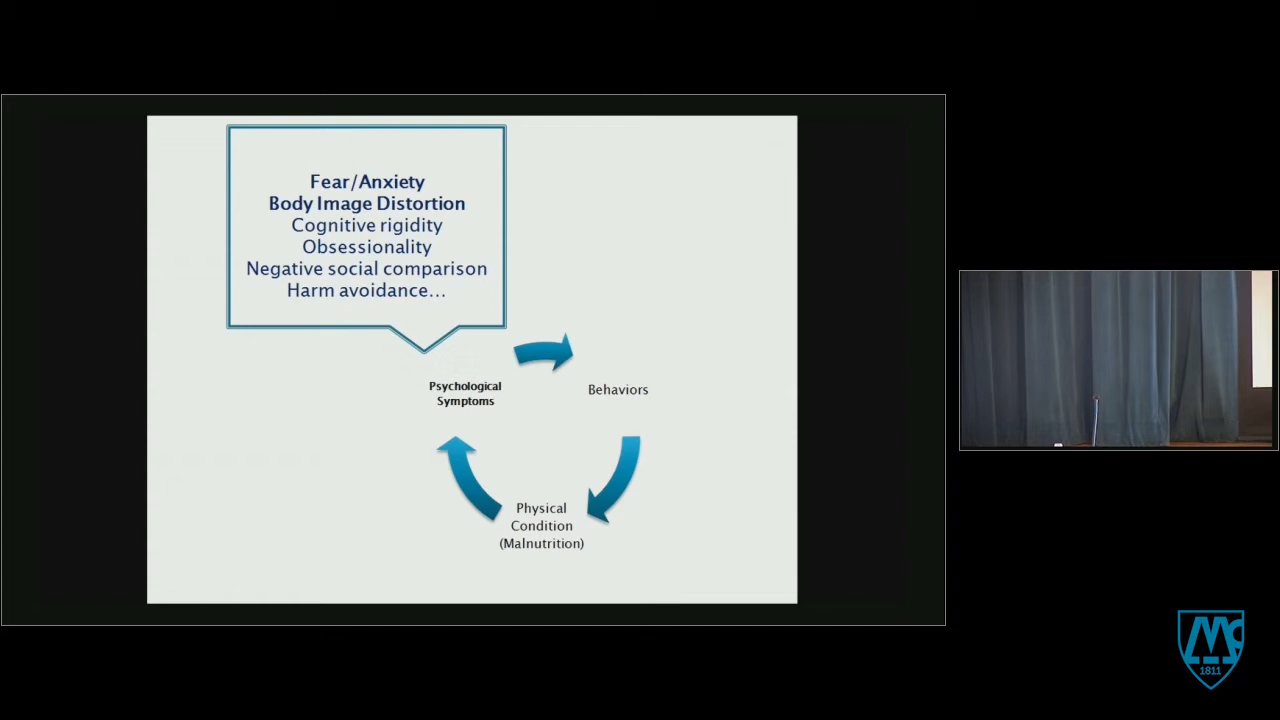 Fear/Anxiety
Body Image Distortion
Cognitive rigidity
Obsessionality
Negative social comparison
Harm avoidance…
Psychological
Symptoms
Behaviors
Physical
Condition
(Malnutrition)
Mc
1811